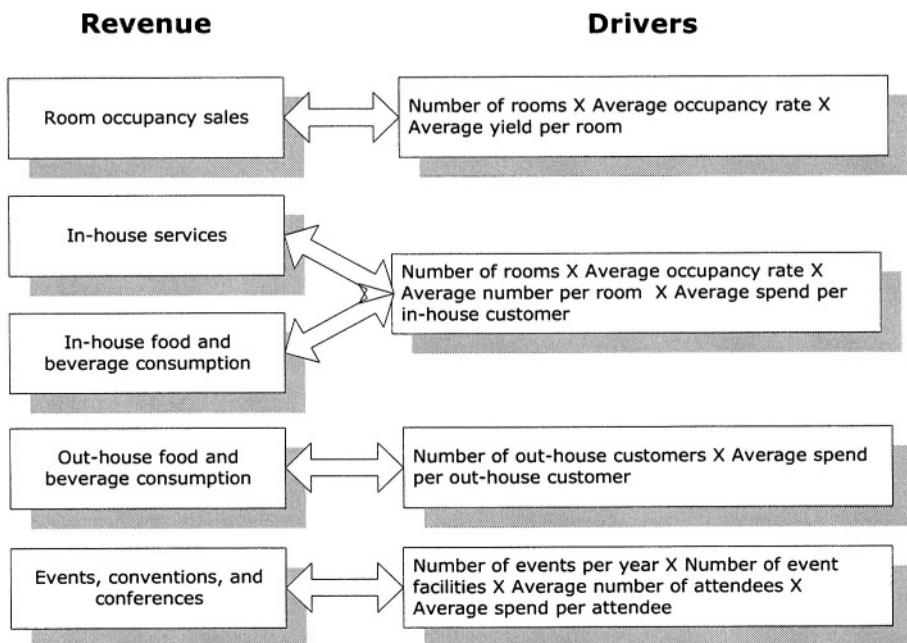 Revenue
Drivers
Room occupancy sales
Number of rooms X Average occupancy rate X
Average yield per room
In-house services
Number of rooms X Average occupancy rate X
Average number per room X Average spend per
in-house customer
In-house food and
beverage consumption
Out-house food and
beverage consumption
Number of out-house customers X Average spend
per out-house customer
Events, conventions, and
conferences
Number of events per year X Number of event
facilities X Average number of attendees X
Average spend per attendee